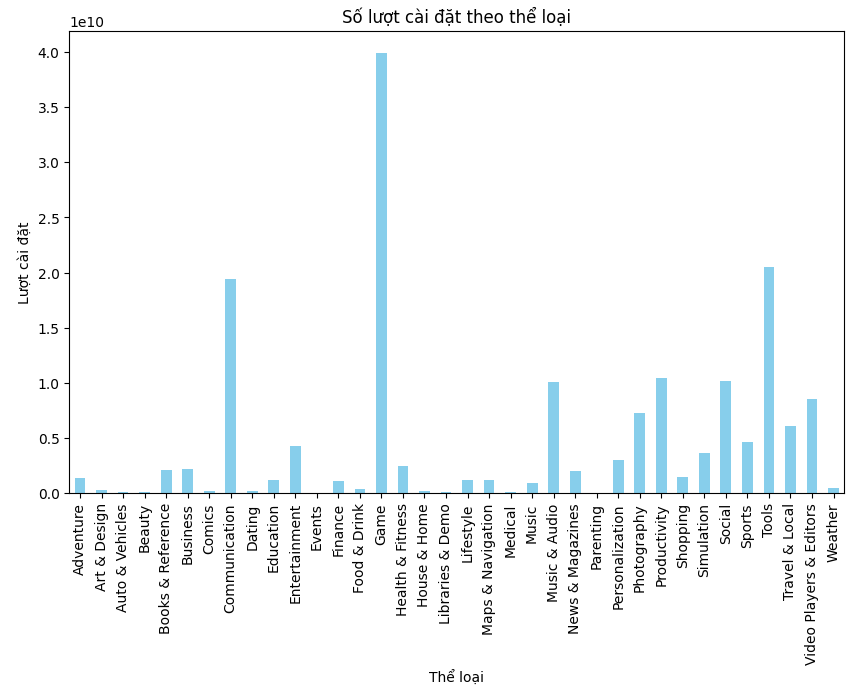 Số lượt cài đặt theo thể loại
1e10
4.0
3.5
3.0
2.5
2.0
1.5
1.0
0.5
0.0
Lượt cài đặt
Adventure
Art & Design
Auto & Vehicles
Beauty
Books & Reference
Business
Comics
Communication
Dating
Education
Entertainment
Events
Finance
Food & Drink
Game
Health & Fitness
House & Home
Libraries & Demo
Lifestyle
Maps & Navigation
Medical
Music
Music & Audio
News & Magazines
Parenting
Personalization
Photography
Productivity
Shopping
Simulation
Social
Sports
Tools
Travel & Local
Video Players & Editors
Weather
Thể loại